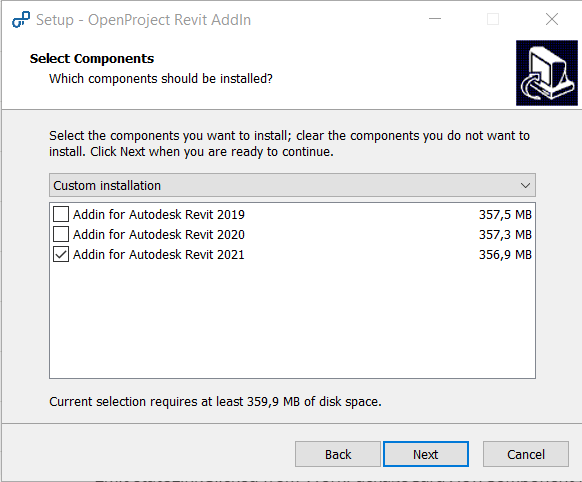 Setup - OpenProject Revit AddIn
Select Components
Which components should be installed?
Select the components you want to install; clear the components you do not want to
install. Click Next when you are ready to continue.
Custom installation
Addin for Autodesk Revit 2019 357,5 MB
Addin for Autodesk Revit 2020 357,3 MB
Addin for Autodesk Revit 2021 356,9 MB
Current selection requires at least 359,9 MB of disk space.
Back Next Cancel